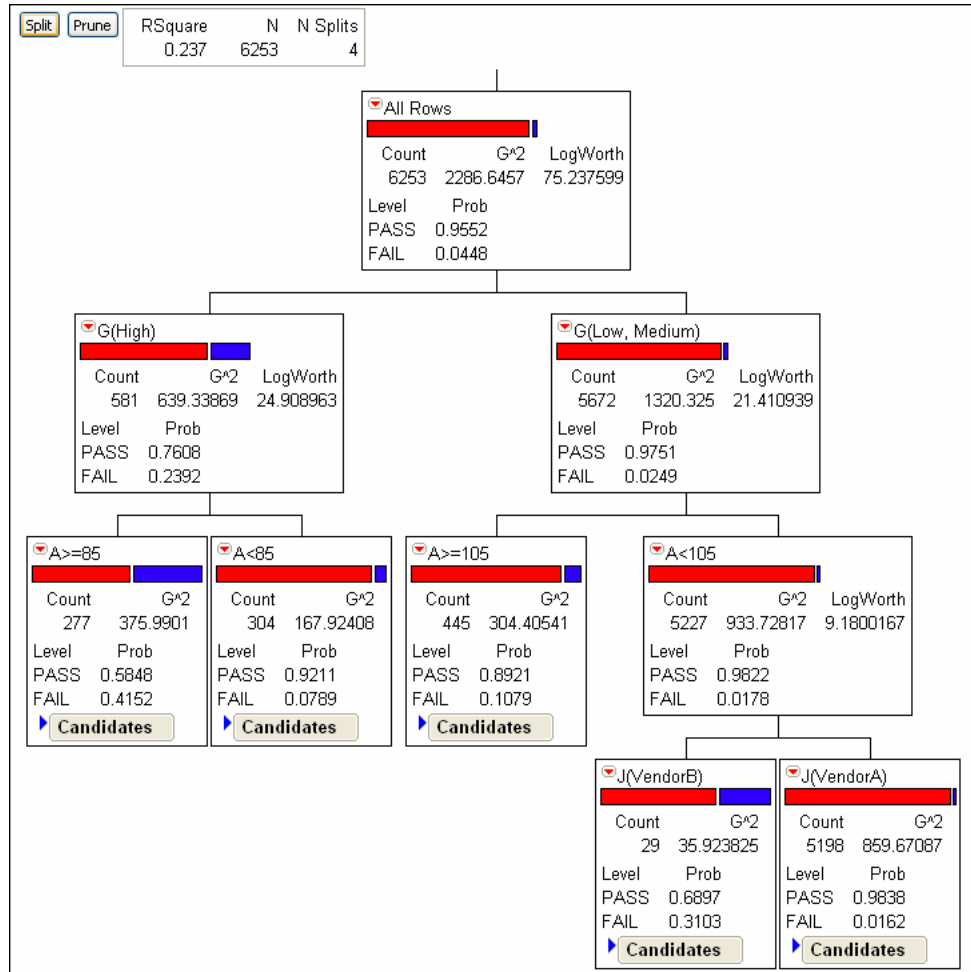 Split Prune RSquare N N Splits
0.237 6253 4
All Rows
Count G^2 LogWorth
6253 2286.6457 75.237599
Level Prob
PASS 0.9552
FAIL 0.0448
G(High)
Count G^2 LogWorth
581 639.33869 24.908963
Level Prob
PASS 0.7608
FAIL 0.2392
G(Low, Medium)
Count G^2 LogWorth
5672 1320.325 21.410939
Level Prob
PASS 0.9751
FAIL 0.0249
A>=85
Count G^2
277 375.9901
Level Prob
PASS 0.5848
FAIL 0.4152
Candidates
A<85
Count G^2
304 167.92408
Level Prob
PASS 0.9211
FAIL 0.0789
Candidates
A>=105
Count G^2
445 304.40541
Level Prob
PASS 0.8921
FAIL 0.1079
Candidates
A<105
Count G^2 LogWorth
5227 933.72817 9.1800167
Level Prob
PASS 0.9822
FAIL 0.0178
J(VendorB)
Count G^2
29 35.923825
Level Prob
PASS 0.6897
FAIL 0.3103
Candidates
J(VendorA)
Count G^2
5198 859.67087
Level Prob
PASS 0.9838
FAIL 0.0162
Candidates